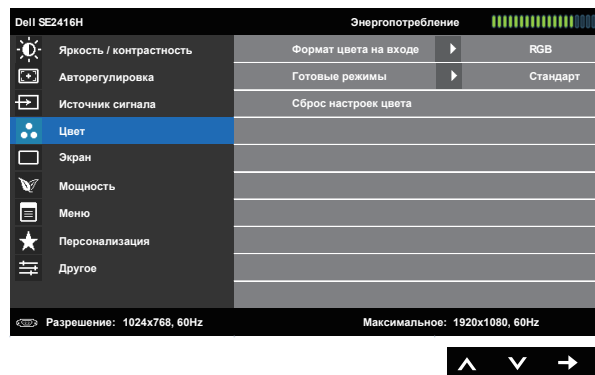 Dell SE2416H Энергопотребление
Яркость / контрастность Формат цвета на входе RGB
Авторегулировка Готовые режимы Стандарт
Источник сигнала Сброс настроек цвета
Цвет
Экран
Мощность
Меню
Персонализация
Другое
Разрешение: 1024x768, 60Hz Максимальное: 1920x1080, 60Hz